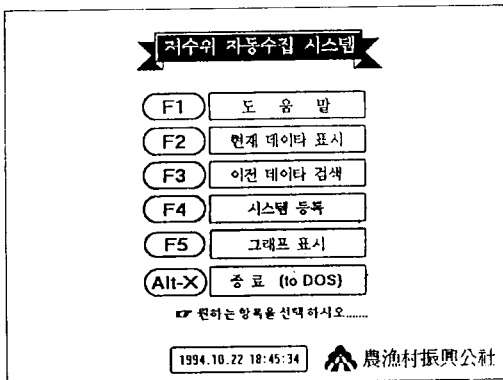 저수위 자동수집 시스템
F1 도 움 말
F2 현재 데이타 표시
F3 이전 데이타 검색
F4 시스템 등록
F5 그래프 표시
Alt-X 종 료 (to DOS)
☞ 원하는 항목을 선택 하시오.......
1994.10.22 18:45:34 農漁村振興公社